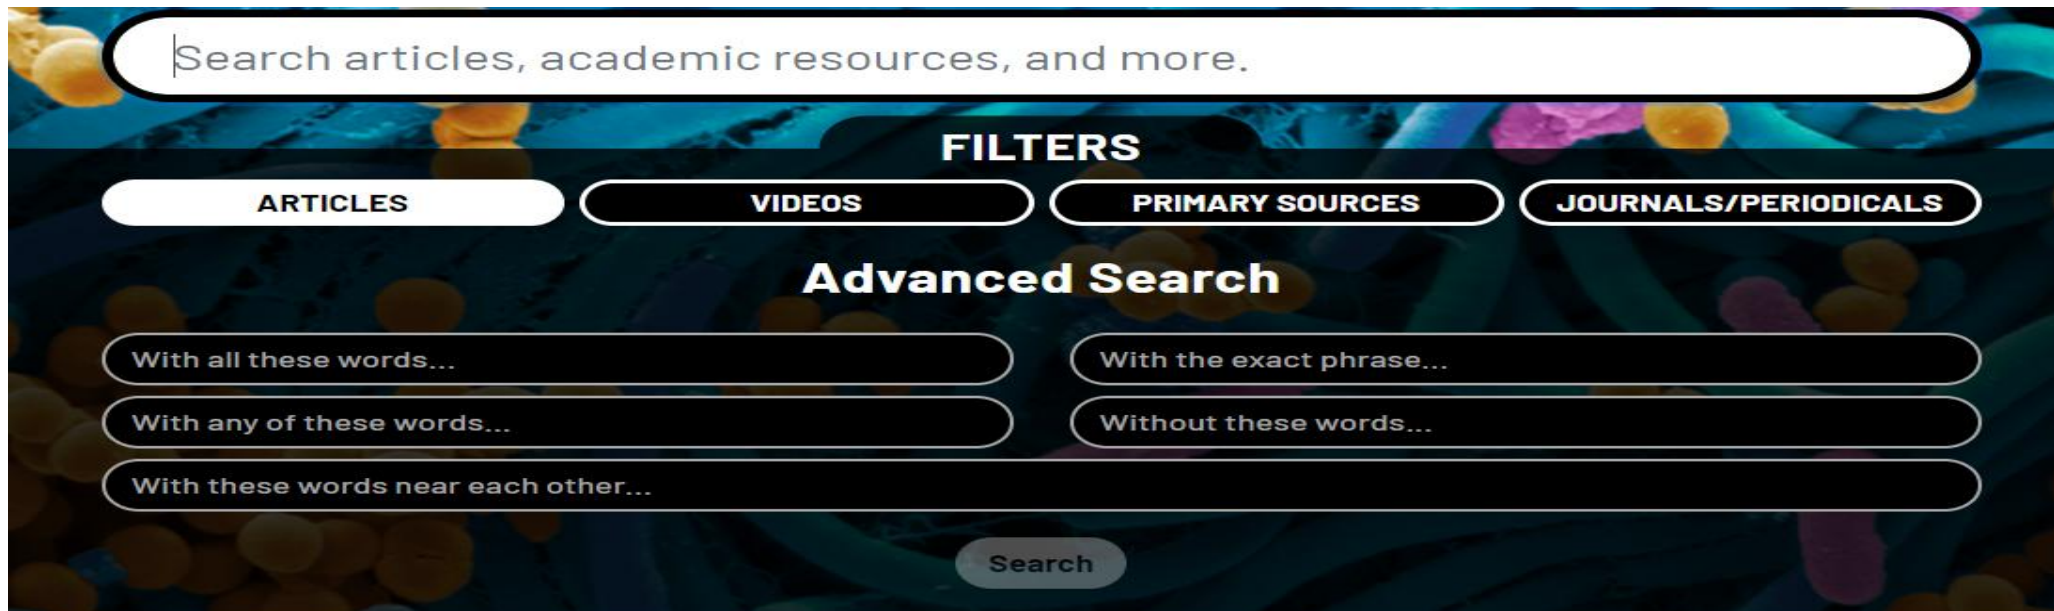 Search articles, academic resources, and more.
FILTERS
ARTICLES VIDEOS PRIMARY SOURCES JOURNALS/PERIODICALS
Advanced Search
With all these words... With the exact phrase...
With any of these words... Without these words...
With these words near each other...
Search